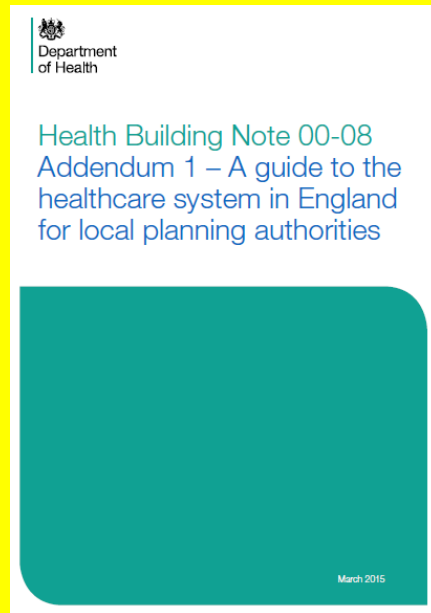 Department
of Health
Health Building Note 00-08
Addendum 1 – A guide to the
healthcare system in England
for local planning authorities
March 2015